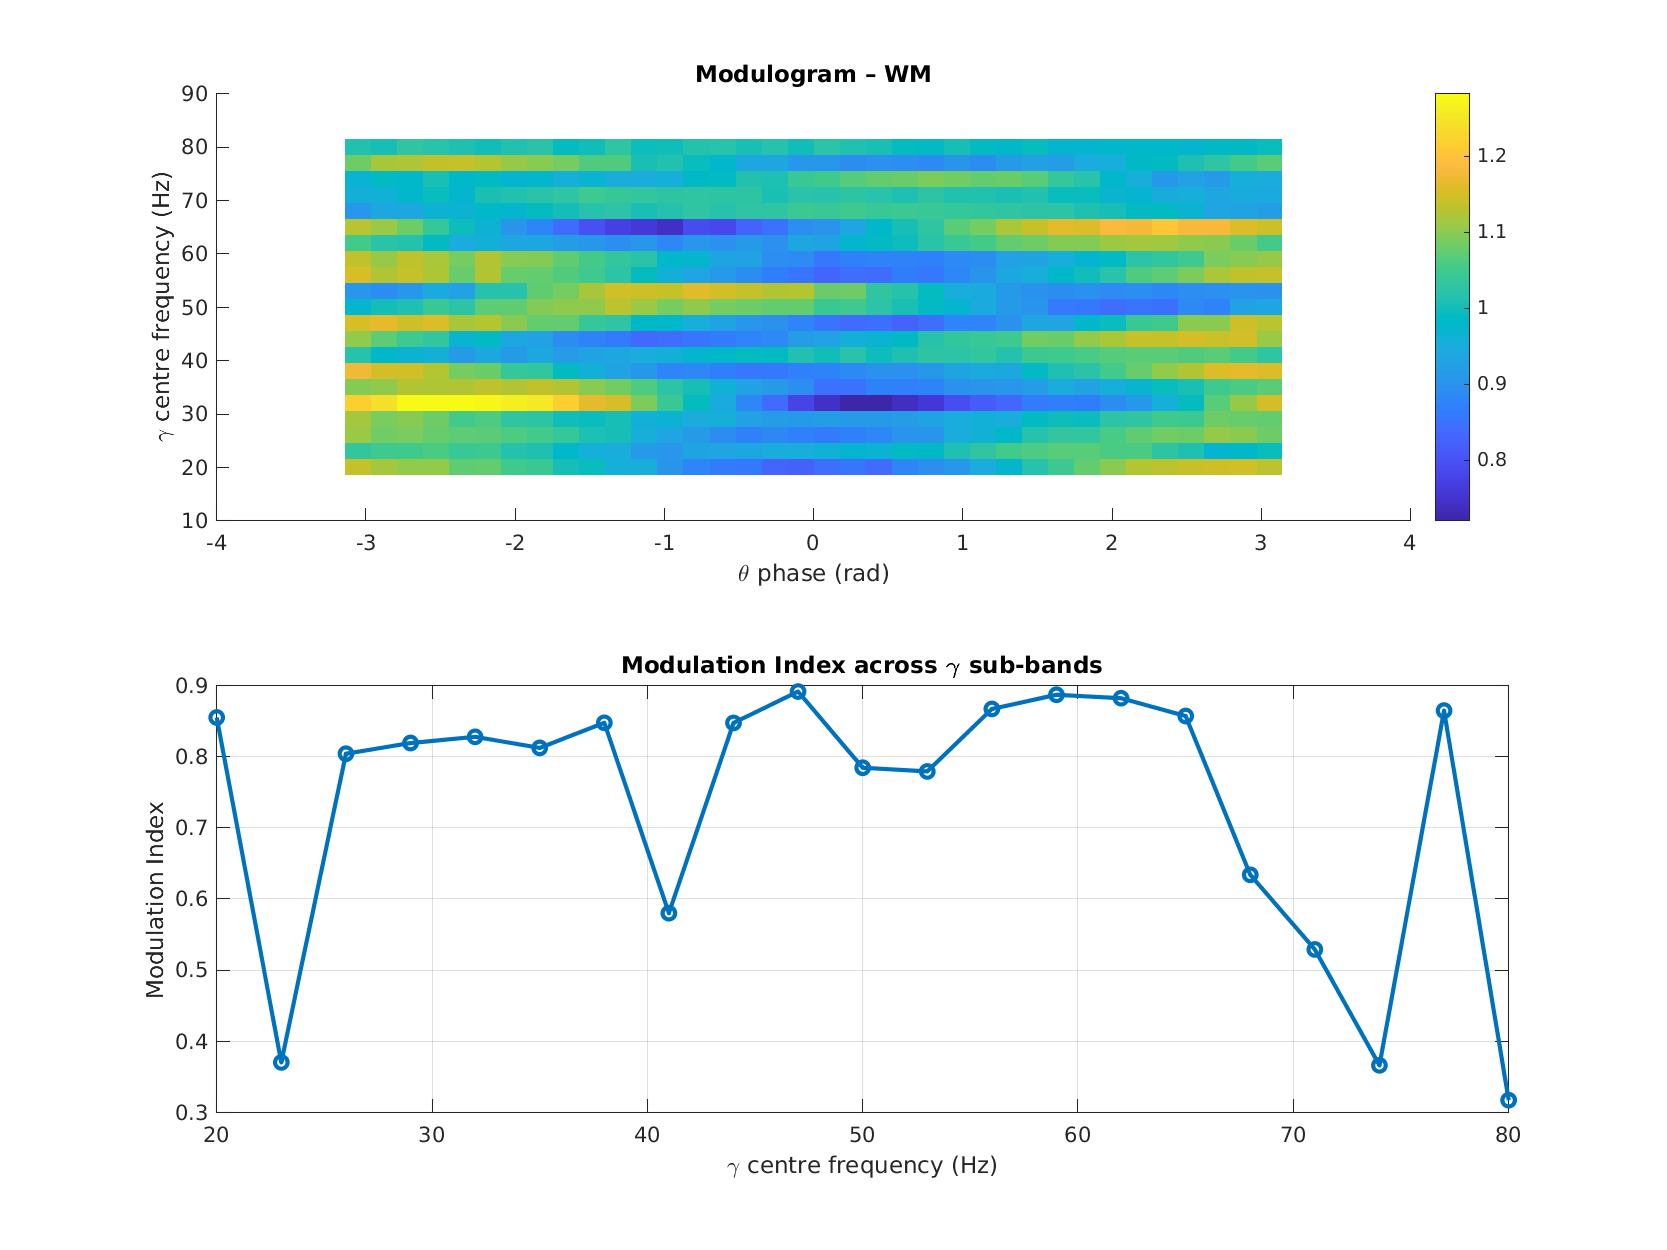 Modulogram – WM
90
80
70
60
50
40
30
20
10
γ centre frequency (Hz)
-4 -3 -2 -1 0 1 2 3 4
θ phase (rad)
1.2
1.1
1
0.9
0.8
Modulation Index across γ sub-bands
0.9
0.8
0.7
0.6
0.5
0.4
0.3
Modulation Index
20 30 40 50 60 70 80
γ centre frequency (Hz)